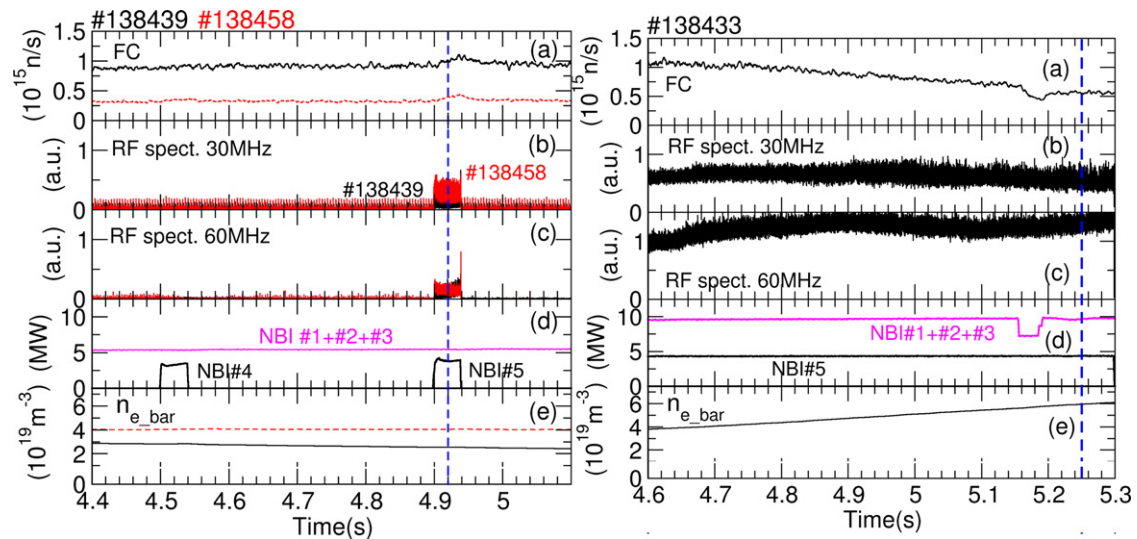 #138439 #138458
FC
(a)
1.5
1
0.5
0
(10^15 n/s)
RF spect. 30MHz
(b)
#138439
#138458
1
0
(a.u.)
RF spect. 60MHz
(c)
1
0
(a.u.)
10
5
0
(MW)
NBI #1+#2+#3
(d)
NBI#4
NBI#5
n_e_bar
(e)
6
4
2
0
(10^19 m^-3)
4.4 4.5 4.6 4.7 4.8 4.9 5
Time(s)
#138433
1.5
1
0.5
0
(10^15 n/s)
FC
(a)
RF spect. 30MHz
(b)
1
0
(a.u.)
0
1
(a.u.)
RF spect. 60MHz
(c)
10
5
0
(MW)
NBI#1+#2+#3
(d)
NBI#5
n_e_bar
(e)
6
4
2
0
(10^19 m^-3)
4.6 4.7 4.8 4.9 5 5.1 5.2 5.3
Time(s)